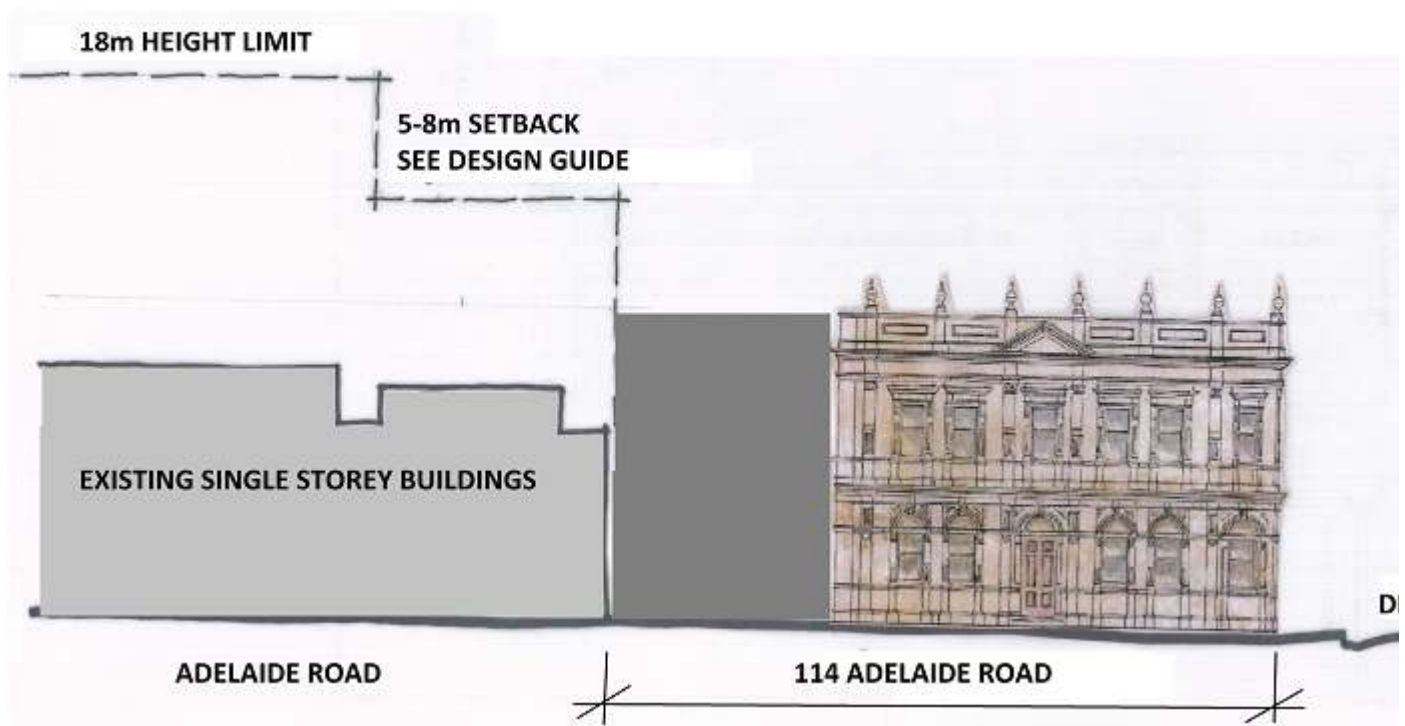 18m HEIGHT LIMIT
5-8m SETBACK
SEE DESIGN GUIDE
EXISTING SINGLE STOREY BUILDINGS
ADELAIDE ROAD
114 ADELAIDE ROAD